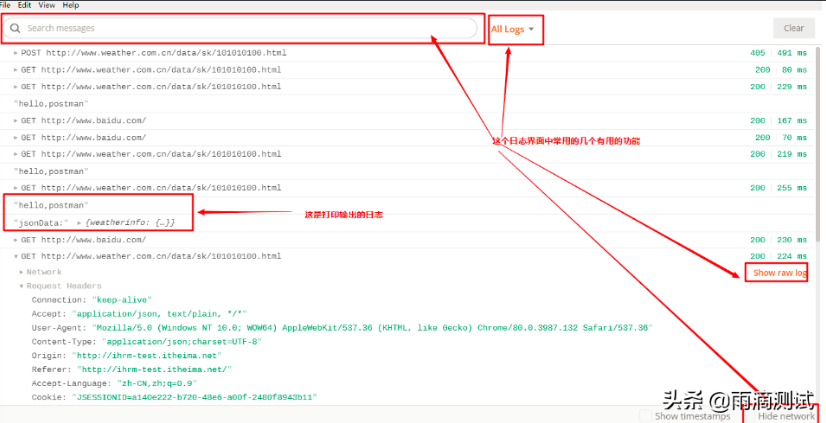 File Edit View Help
Search messages
All Logs
Clear
POST http://www.weather.com.cn/data/sk/101010100.html 405 491 ms
GET http://www.weather.com.cn/data/sk/101010100.html 200 80 ms
GET http://www.weather.com.cn/data/sk/101010100.html 200 229 ms
"hello,postman"
GET http://www.baidu.com/ 200 167 ms
GET http://www.baidu.com/ 200 70 ms
这个日志界面中常用的几个有用的功能
GET http://www.weather.com.cn/data/sk/101010100.html 200 219 ms
"hello,postman"
GET http://www.weather.com.cn/data/sk/101010100.html 200 255 ms
"hello,postman"
这是打印输出的日志
"jsonData:" {weatherinfo: {…}}
GET http://www.baidu.com/ 200 230 ms
GET http://www.weather.com.cn/data/sk/101010100.html 200 224 ms
Network
Show raw log
Request Headers
Connection: "keep-alive"
Accept: "application/json, text/plain, */*"
User-Agent: "Mozilla/5.0 (Windows NT 10.0; WOW64) AppleWebKit/537.36 (KHTML, like Gecko) Chrome/80.0.3987.132 Safari/537.36"
Content-Type: "application/json;charset=UTF-8"
Origin: "http://ihrm-test.itheima.net"
Referer: "http://ihrm-test.itheima.net/"
Accept-Language: "zh-CN,zh;q=0.9"
Cookie: "JSESSIONID=a140e222-b720-48e6-a00f-2480f8943b11"
头条 @雨滴测试
Show timestamps
Hide network